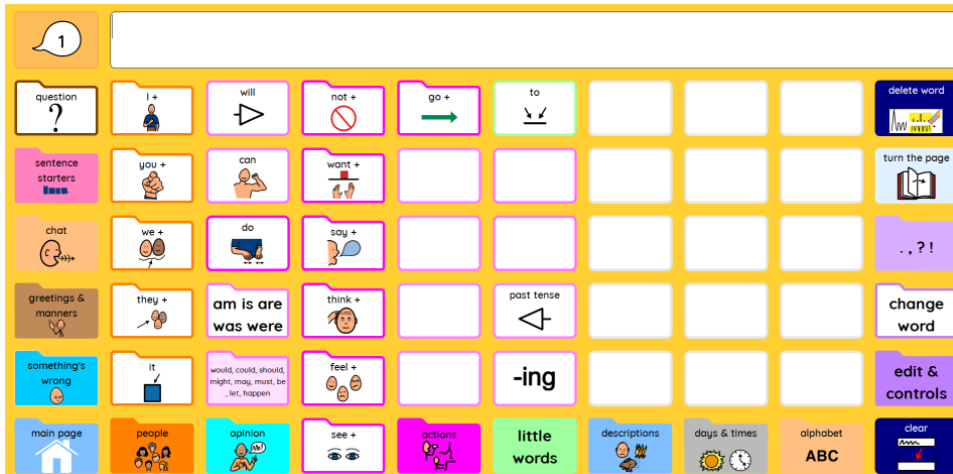 1
question
?
I +
will
not +
go +
to
delete word
sentence
starters
you +
can
want +
turn the page
chat
we +
do
say +
. , ? !
greetings &
manners
they +
am is are
was were
think +
past tense
change
word
something's
wrong
it
would, could, should,
might, may, must, be
, let, happen
feel +
-ing
edit &
controls
main page
people
opinion
see +
actions
little
words
descriptions
days & times
alphabet
ABC
clear